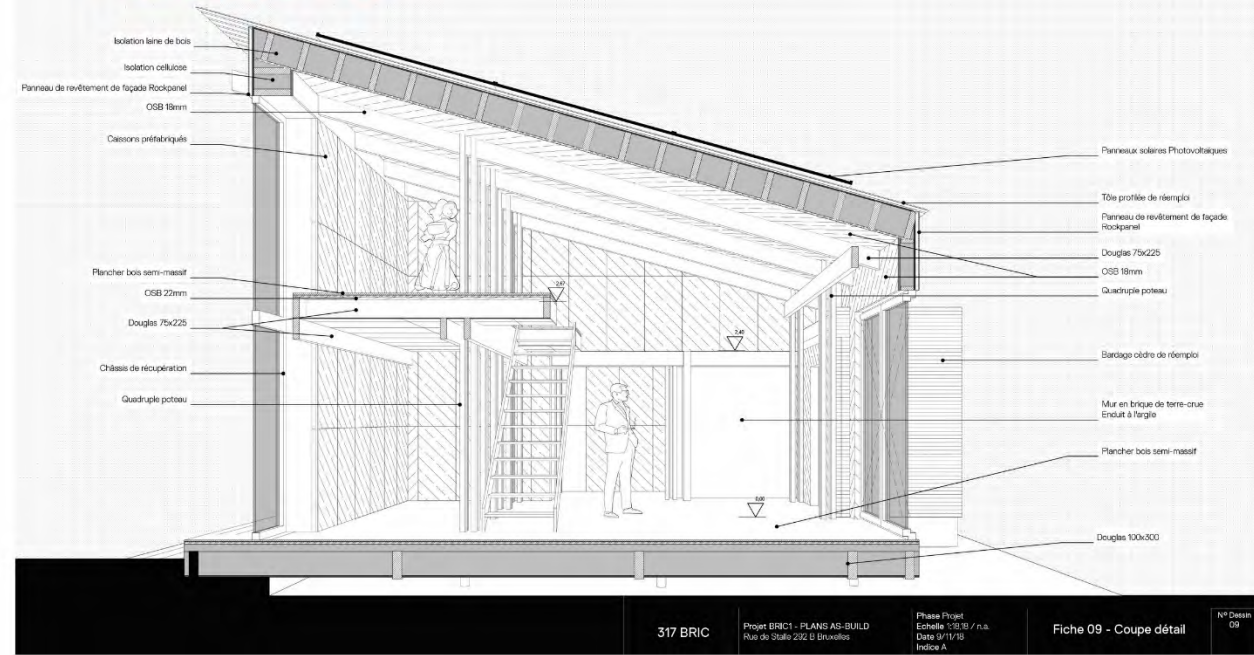 Isolation laine de bois
Isolation cellulose
Panneau de revêtement de façade Rockpanel
OSB 18mm
Caissons préfabriqués
Plancher bois semi-massif
OSB 22mm
Douglas 75x225
Châssis de récupération
Quadruple poteau
2,67
2,40
0,00
Panneaux solaires Photovoltaïques
Tôle profilée de réemploi
Panneau de revêtement de façade
Rockpanel
Douglas 75x225
OSB 18mm
Quadruple poteau
Bardage cèdre de réemploi
Mur en brique de terre-crue
Enduit à l'argile
Plancher bois semi-massif
Douglas 100x300
317 BRIC
Projet BRIC1 - PLANS AS-BUILD
Rue de Stalle 292 B Bruxelles
Phase Projet
Echelle 1:18,18 / n.a.
Date 9/11/18
Indice A
Fiche 09 - Coupe détail
N° Dessin
09